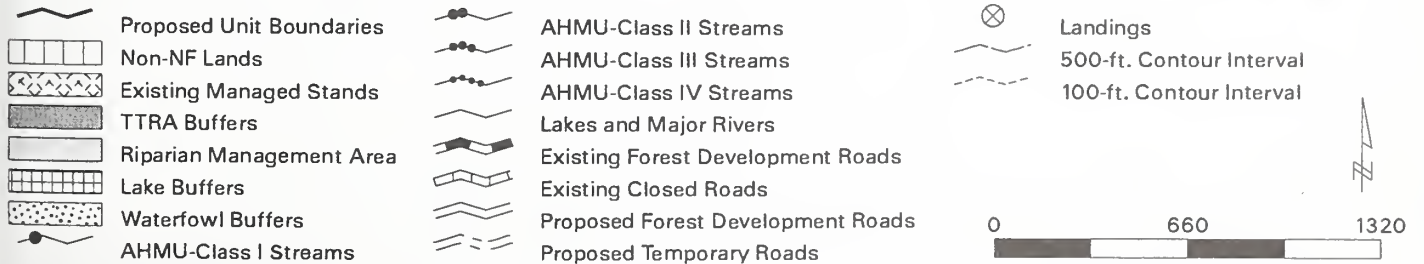 Proposed Unit Boundaries
Non-NF Lands
Existing Managed Stands
TTRA Buffers
Riparian Management Area
Lake Buffers
Waterfowl Buffers
AHMU-Class I Streams
AHMU-Class II Streams
AHMU-Class III Streams
AHMU-Class IV Streams
Lakes and Major Rivers
Existing Forest Development Roads
Existing Closed Roads
Proposed Forest Development Roads
Proposed Temporary Roads
Landings
500-ft. Contour Interval
100-ft. Contour Interval
0 660 1320